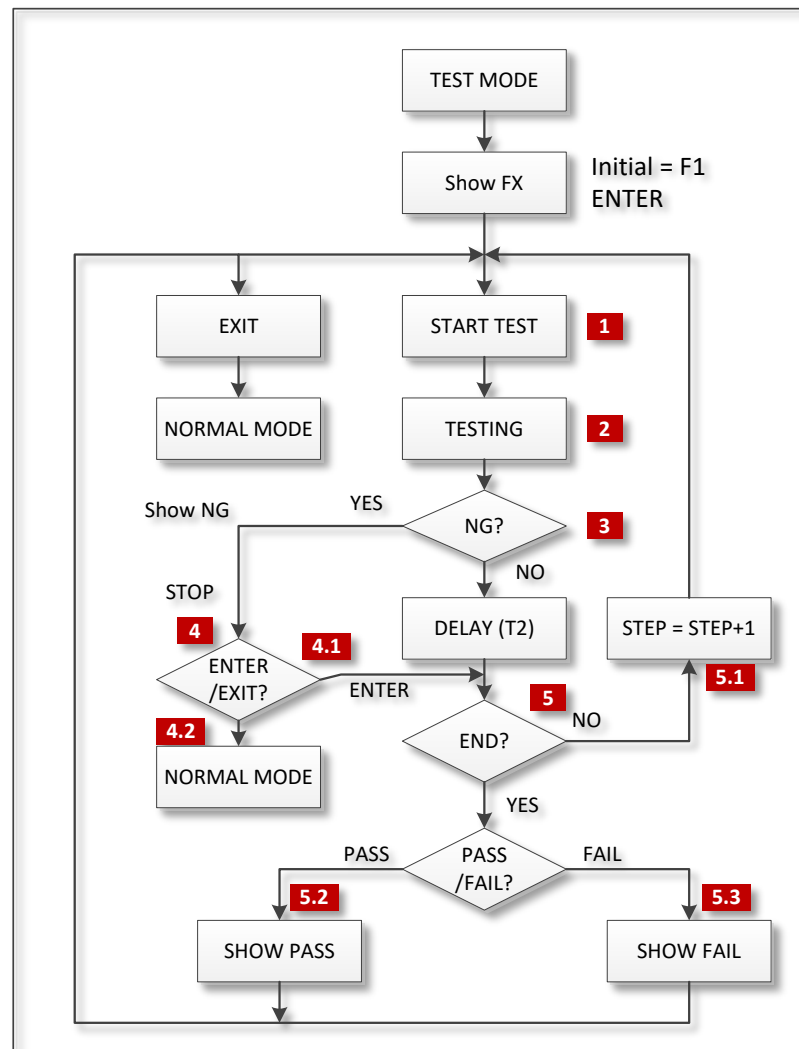 TEST MODE
Show FX
Initial = F1
ENTER
EXIT
START TEST
1
NORMAL MODE
TESTING
2
Show NG
YES
NG?
3
NO
STOP
DELAY (T2)
STEP = STEP+1
4
4.1
ENTER
/EXIT?
ENTER
5
5.1
NO
4.2
END?
NORMAL MODE
YES
PASS
PASS
/FAIL?
FAIL
5.2
5.3
SHOW PASS
SHOW FAIL